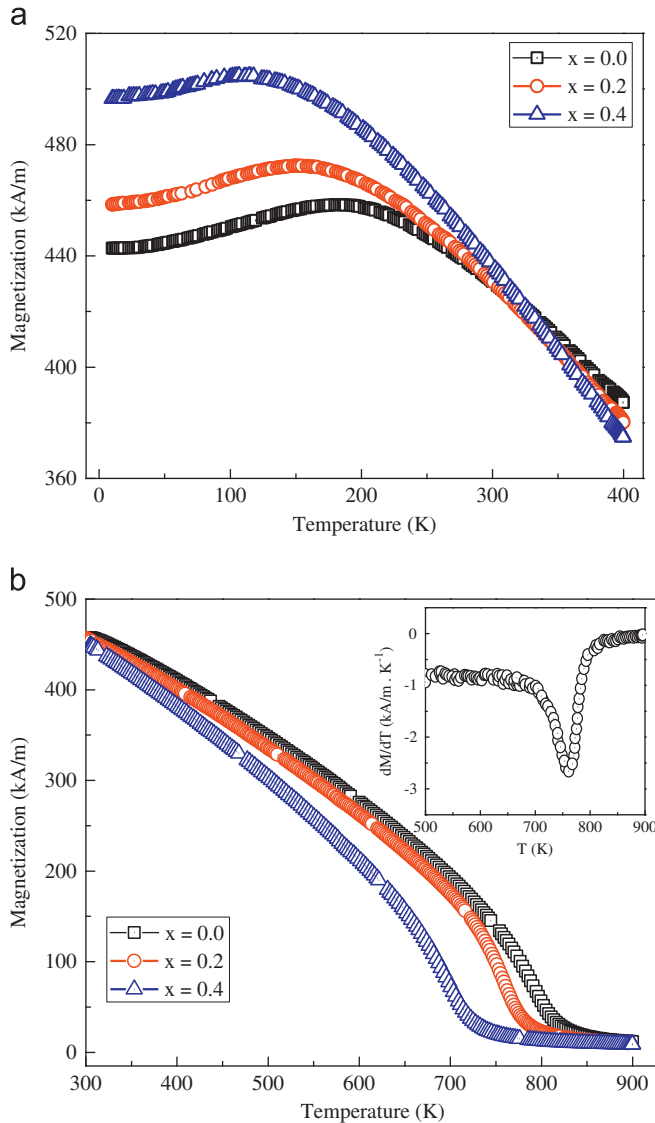 a
520
480
440
400
360
Magnetization (kA/m)
x = 0.0
x = 0.2
x = 0.4
0 100 200 300 400
Temperature (K)
b
500
400
300
200
100
0
Magnetization (kA/m)
x = 0.0
x = 0.2
x = 0.4
0
-1
-2
-3
dM/dT (kA/m . K⁻¹)
500 600 700 800 900
T (K)
300 400 500 600 700 800 900
Temperature (K)